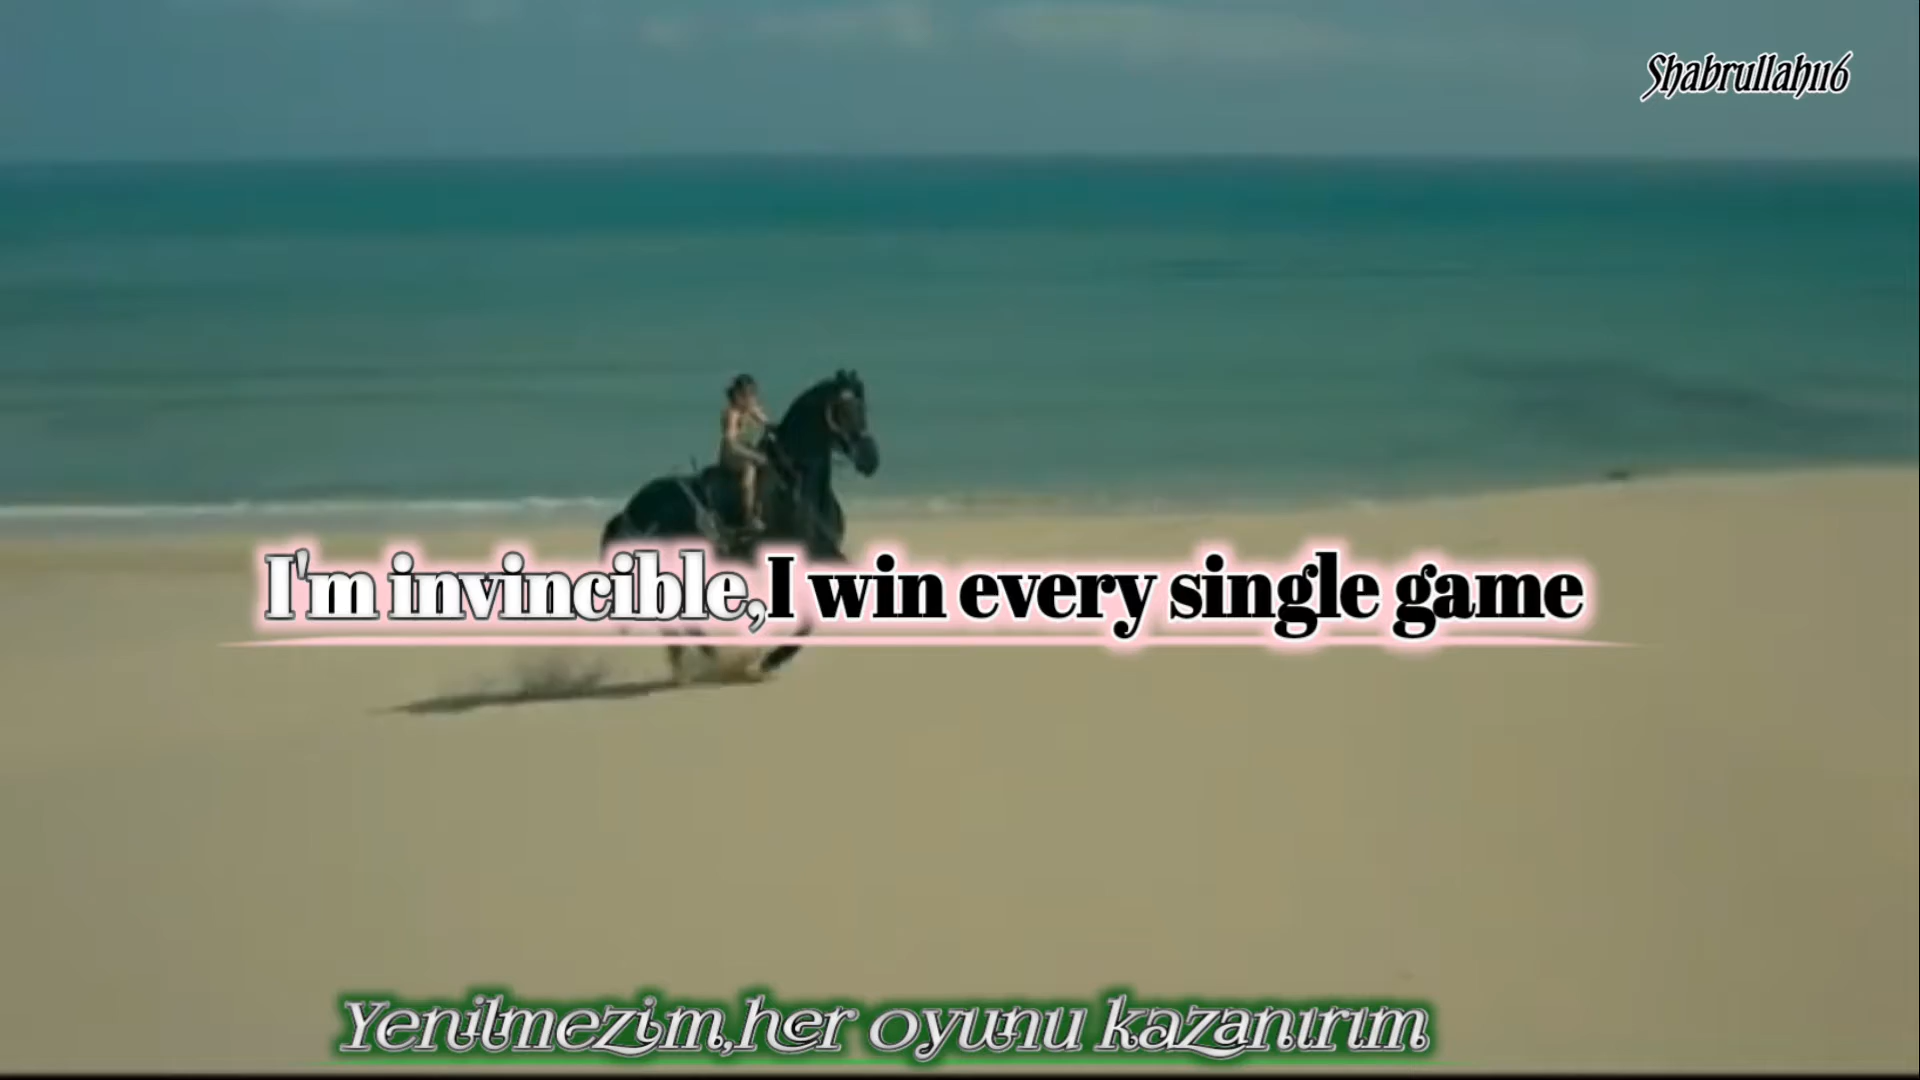 Shabrullah116
I'm invincible,I win every single game
Yenilmezim,her oyunu kazanırım